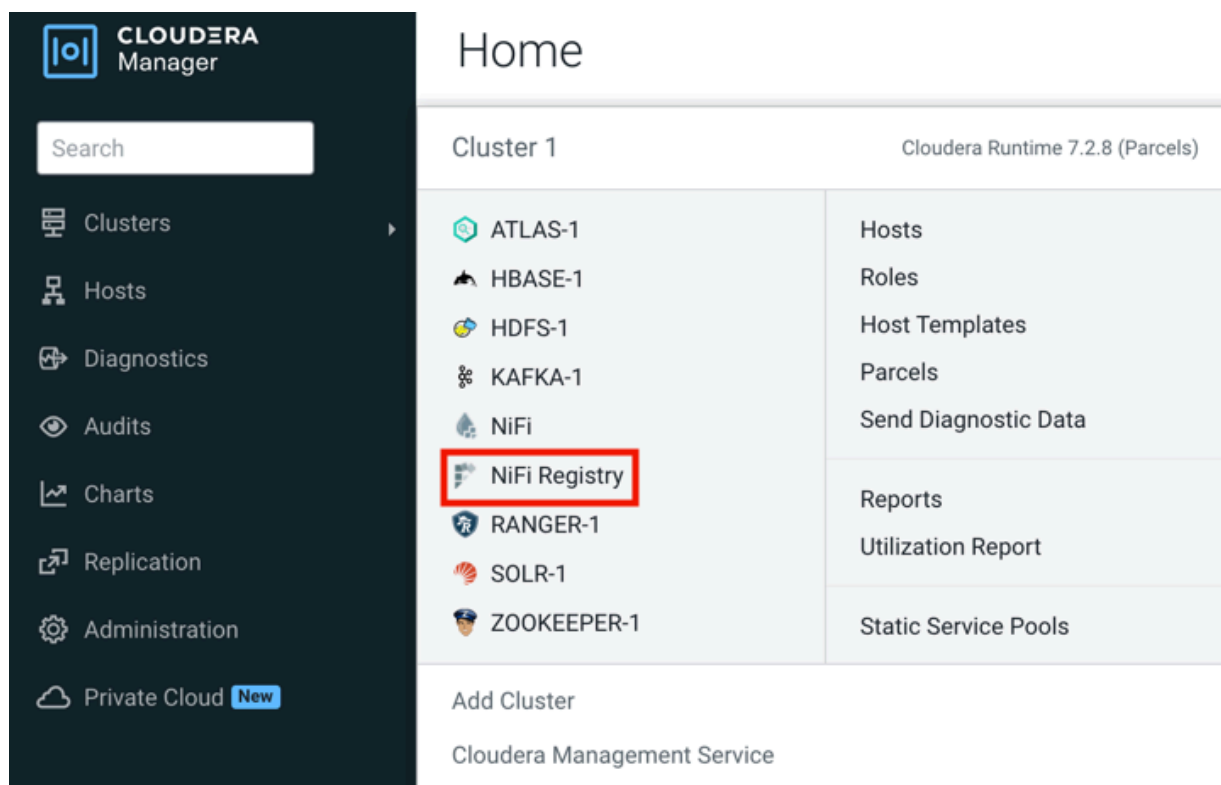 CLOUDERA
Manager
Search
Clusters
Hosts
Diagnostics
Audits
Charts
Replication
Administration
Private Cloud New
Home
Cluster 1
Cloudera Runtime 7.2.8 (Parcels)
ATLAS-1
HBASE-1
HDFS-1
KAFKA-1
NiFi
NiFi Registry
RANGER-1
SOLR-1
ZOOKEEPER-1
Hosts
Roles
Host Templates
Parcels
Send Diagnostic Data
Reports
Utilization Report
Static Service Pools
Add Cluster
Cloudera Management Service